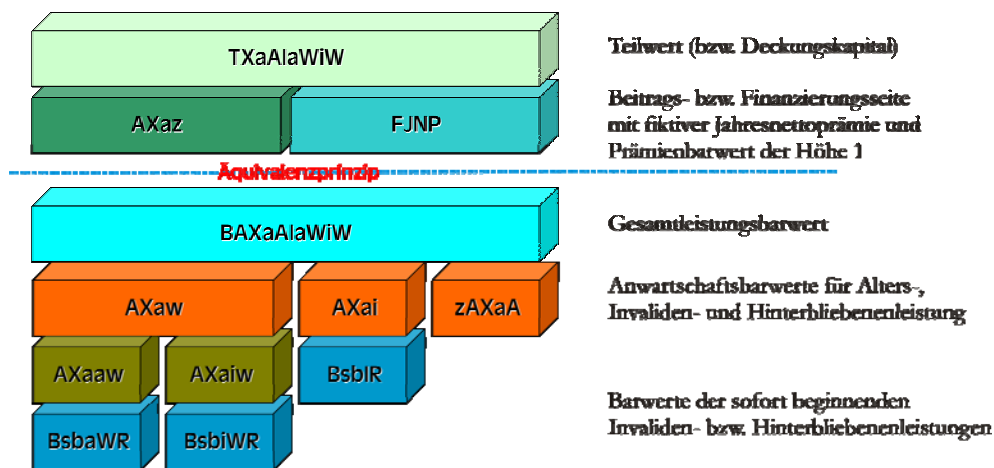 TXaAIaWiW
Teilwert (bzw. Deckungskapital)
AXaz
FJNP
Beitrags- bzw. Finanzierungsseite
mit fiktiver Jahresnettoprämie und
Prämienbarwert der Höhe 1
Äquivalenzprinzip
BAXaAIaWiW
Gesamtleistungsbarwert
AXaw
AXai
zAXaA
Anwartschaftsbarwerte für Alters-,
Invaliden- und Hinterbliebenenleistung
AXaaw
AXaiw
BsbIR
BsbaWR
BsbiWR
Barwerte der sofort beginnenden
Invaliden- bzw. Hinterbliebenenleistungen